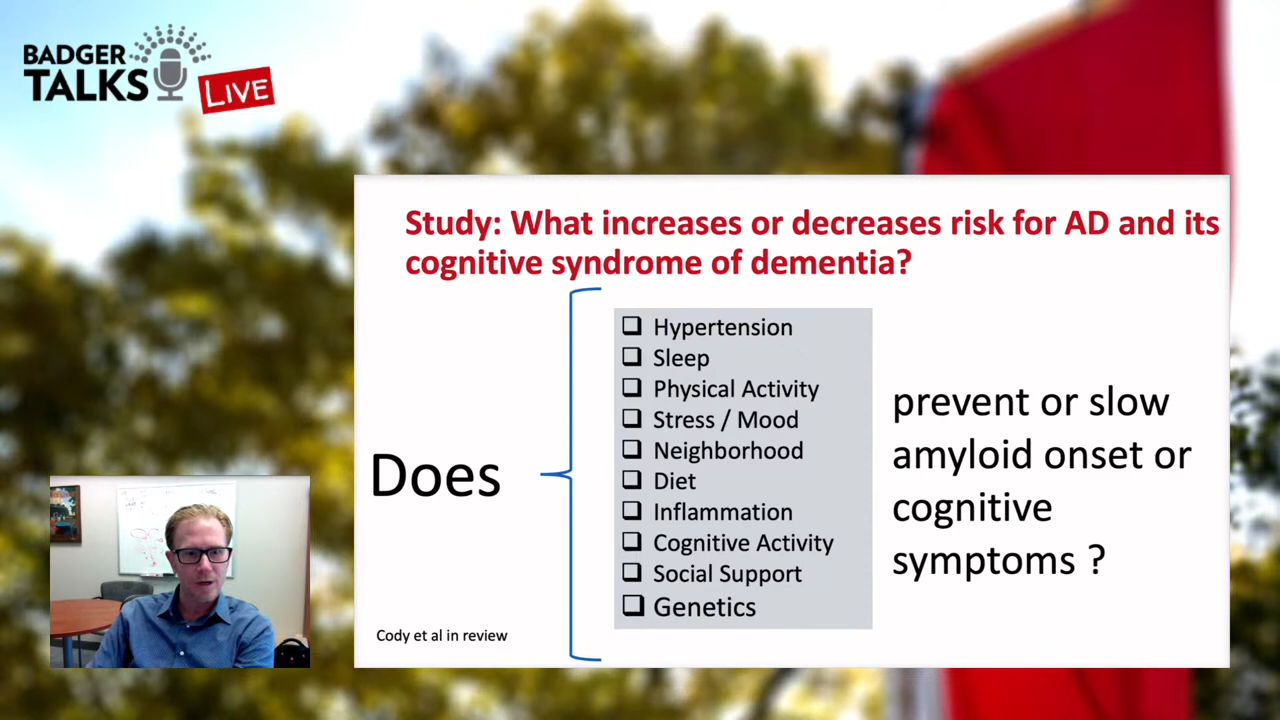 BADGER
TALKS
LIVE
Study: What increases or decreases risk for AD and its
cognitive syndrome of dementia?
Does
❑ Hypertension
❑ Sleep
❑ Physical Activity
❑ Stress / Mood
❑ Neighborhood
❑ Diet
❑ Inflammation
❑ Cognitive Activity
❑ Social Support
❑ Genetics
prevent or slow
amyloid onset or
cognitive
symptoms ?
Cody et al in review